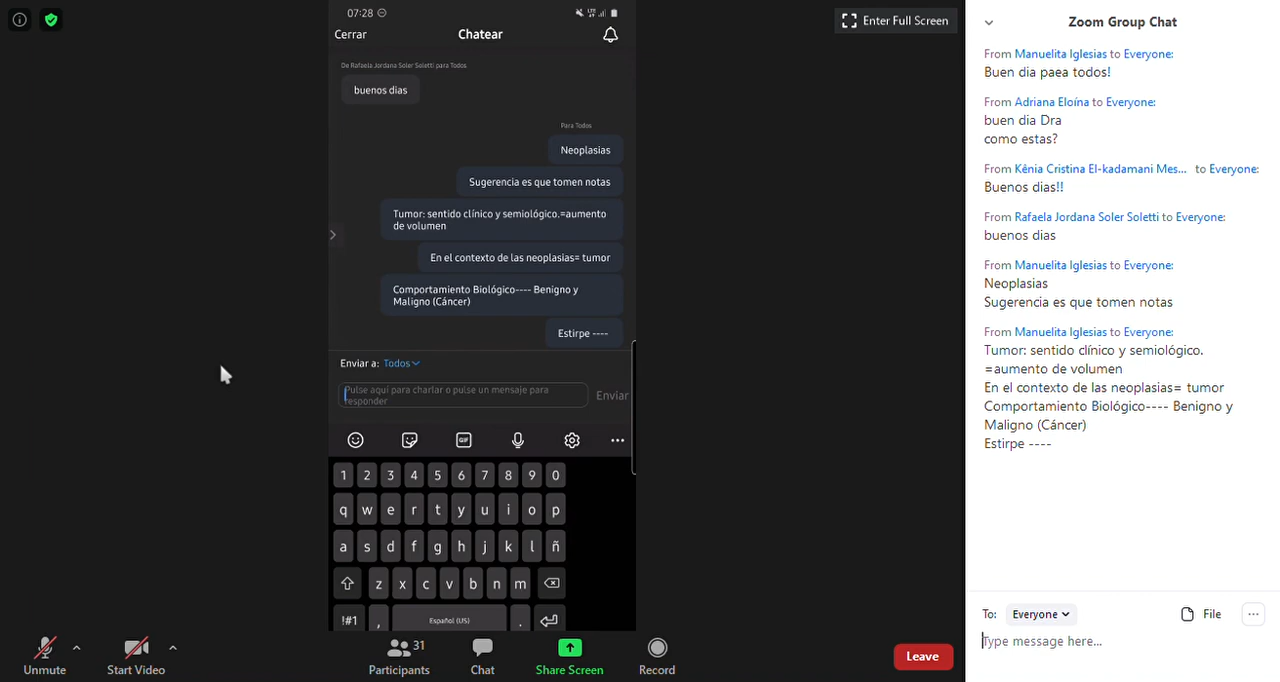 07:28
LTE
Cerrar
Chatear
De Rafaela Jordana Soler Soletti para Todos
buenos dias
Para Todos
Neoplasias
Sugerencia es que tomen notas
Tumor: sentido clínico y semiológico.=aumento
de volumen
En el contexto de las neoplasias= tumor
Comportamiento Biológico---- Benigno y
Maligno (Cáncer)
Estirpe ----
Enviar a: Todos
Pulse aquí para charlar o pulse un mensaje para
responder
Enviar
GIF
1 2 3 4 5 6 7 8 9 0
q w e r t y u i o p
a s d f g h j k l ñ
z x c v b n m
!#1 , Español (US) .
Enter Full Screen
Unmute
Start Video
31
Participants
Chat
Share Screen
Record
Leave
Zoom Group Chat
From Manuelita Iglesias to Everyone:
Buen dia paea todos!
From Adriana Eloína to Everyone:
buen dia Dra
como estas?
From Kênia Cristina El-kadamani Mes... to Everyone:
Buenos dias!!
From Rafaela Jordana Soler Soletti to Everyone:
buenos dias
From Manuelita Iglesias to Everyone:
Neoplasias
Sugerencia es que tomen notas
From Manuelita Iglesias to Everyone:
Tumor: sentido clínico y semiológico.
=aumento de volumen
En el contexto de las neoplasias= tumor
Comportamiento Biológico---- Benigno y
Maligno (Cáncer)
Estirpe ----
To: Everyone
File
...
Type message here...